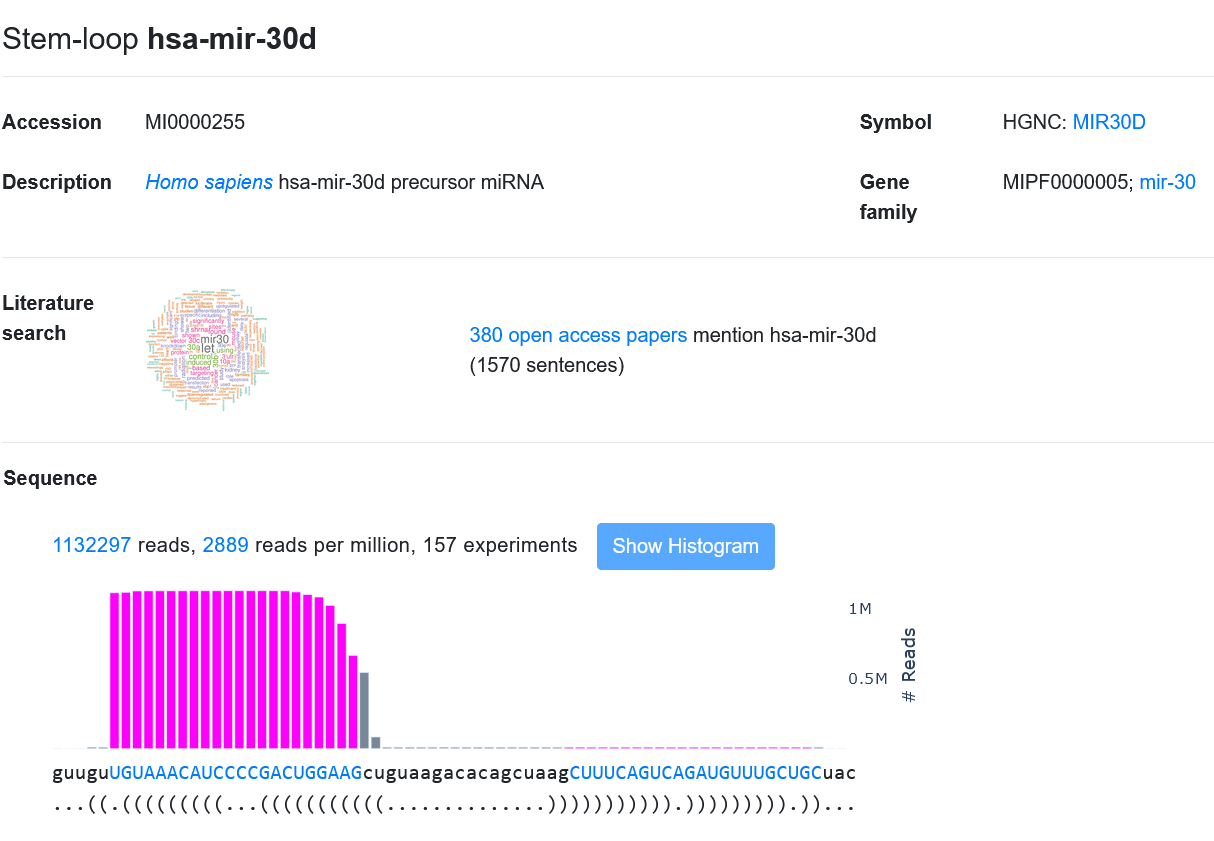 Stem-loop hsa-mir-30d
Accession MI0000255 Symbol HGNC: MIR30D
Description Homo sapiens hsa-mir-30d precursor miRNA Gene family MIPF0000005; mir-30
Literature search
mir30
let
380 open access papers mention hsa-mir-30d
(1570 sentences)
Sequence
1132297 reads, 2889 reads per million, 157 experiments Show Histogram
1M
0.5M
# Reads
guuguUGUAAACAUCCCCGACUGGAAGcuguaagacacagcuaagCUUUCAGUCAGAUGUUUGCUGCuac
...((.(((((((((...(((((((((((..............))))))))))).))))))))).))...